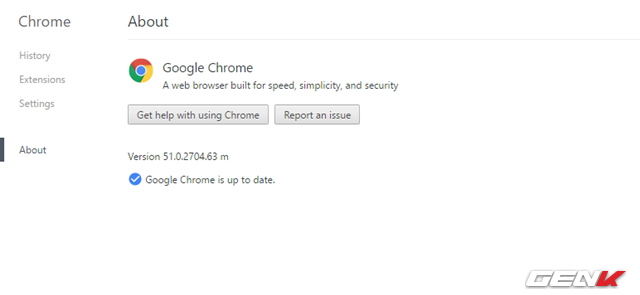 Chrome
About
History
Extensions
Settings
About
Google Chrome
A web browser built for speed, simplicity, and security
Get help with using Chrome
Report an issue
Version 51.0.2704.63 m
Google Chrome is up to date.
GENK